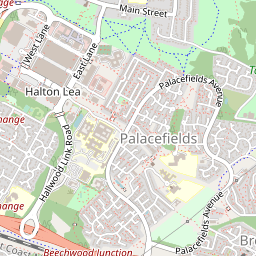 Main Street
West Lane
East Lane
Palacefields Avenue
Halton Lea
Palacefields
Hallwood Link Road
Palacefields Avenue
Beechwood Junction